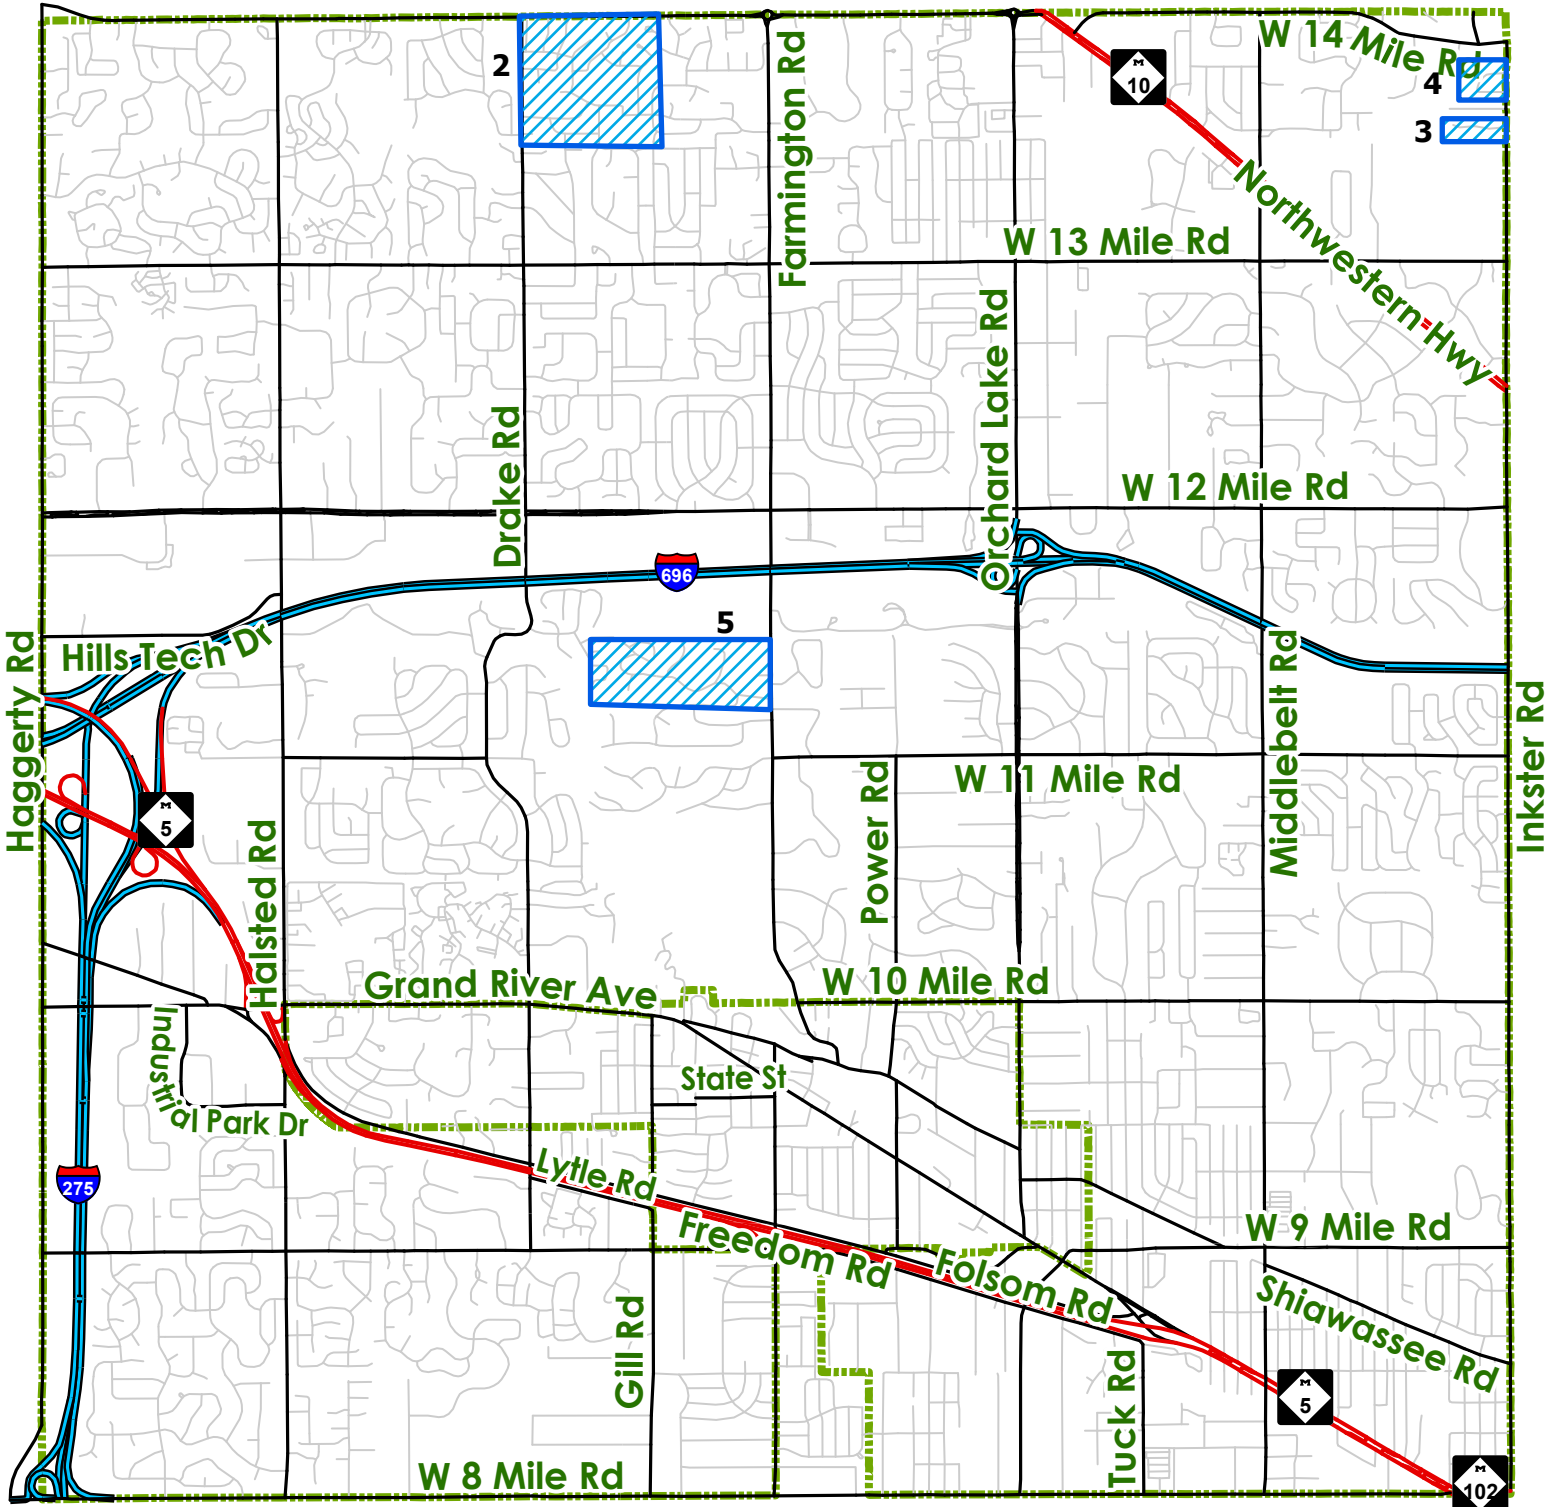 W 14 Mile Rd
2
4
3
M
10
Farmington Rd
Northwestern Hwy
W 13 Mile Rd
Orchard Lake Rd
Drake Rd
W 12 Mile Rd
696
5
Hills Tech Dr
Haggerty Rd
Middlebelt Rd
Inkster Rd
W 11 Mile Rd
Power Rd
M
5
Halsted Rd
Grand River Ave
W 10 Mile Rd
Industrial Park Dr
State St
275
Lytle Rd
Freedom Rd
Folsom Rd
W 9 Mile Rd
Shiawassee Rd
Gill Rd
Tuck Rd
M
5
W 8 Mile Rd
M
102